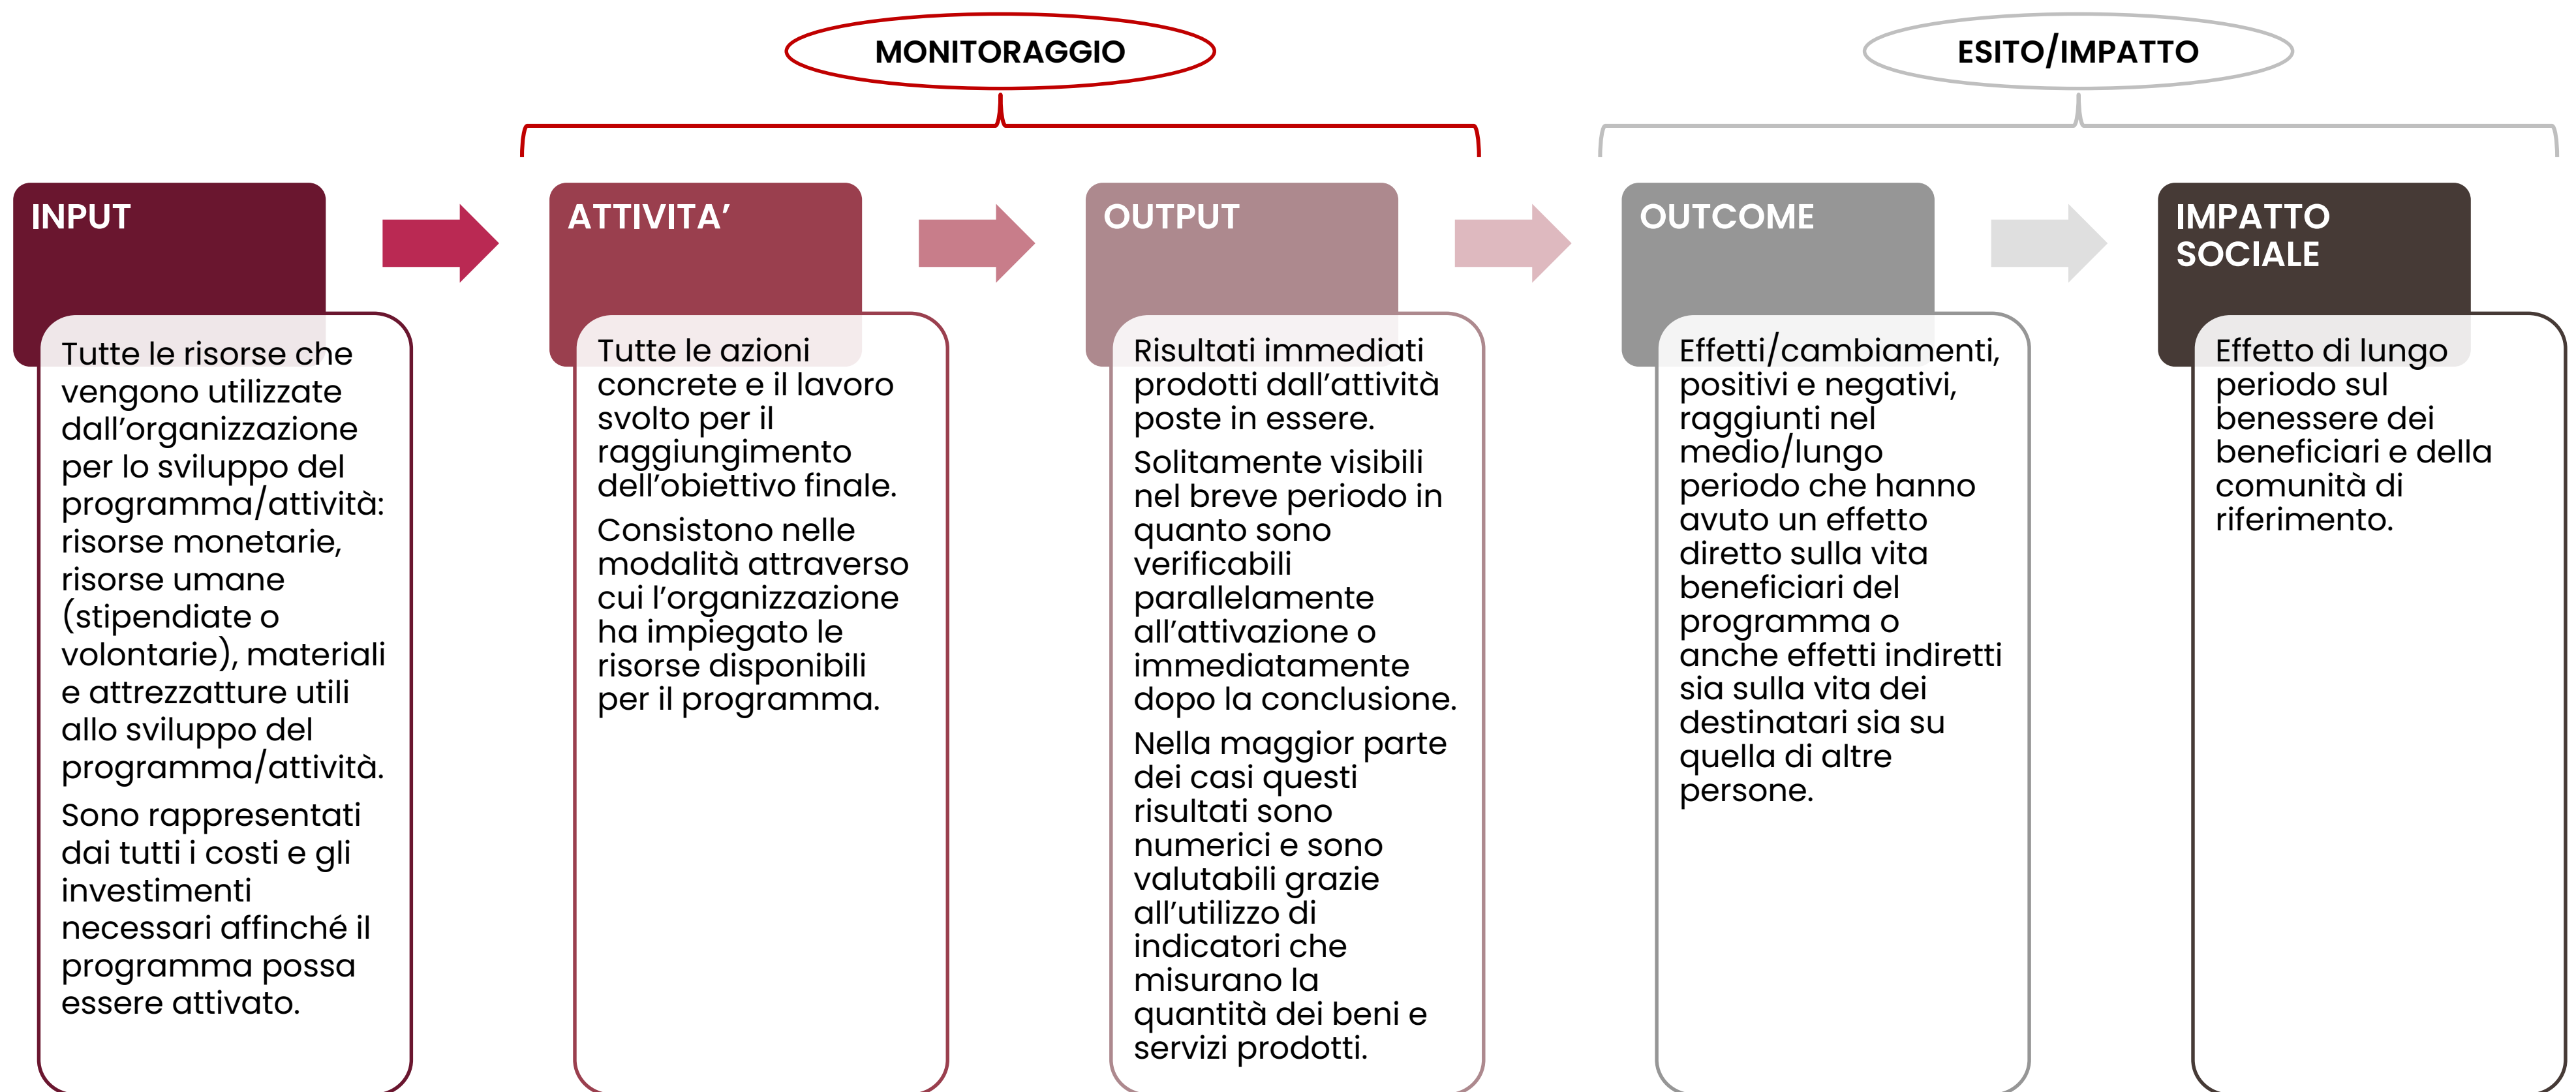 MONITORAGGIO
ESITO/IMPATTO
INPUT
Tutte le risorse che
vengono utilizzate
dall’organizzazione
per lo sviluppo del
programma/attività:
risorse monetarie,
risorse umane
(stipendiate o
volontarie), materiali
e attrezzature utili
allo sviluppo del
programma/attività.
Sono rappresentati
dai tutti i costi e gli
investimenti
necessari affinché il
programma possa
essere attivato.
ATTIVITA’
Tutte le azioni
concrete e il lavoro
svolto per il
raggiungimento
dell’obiettivo finale.
Consistono nelle
modalità attraverso
cui l’organizzazione
ha impiegato le
risorse disponibili
per il programma.
OUTPUT
Risultati immediati
prodotti dall’attività
poste in essere.
Solitamente visibili
nel breve periodo in
quanto sono
verificabili
parallelamente
all’attivazione o
immediatamente
dopo la conclusione.
Nella maggior parte
dei casi questi
risultati sono
numerici e sono
valutabili grazie
all’utilizzo di
indicatori che
misurano la
quantità dei beni e
servizi prodotti.
OUTCOME
Effetti/cambiamenti,
positivi e negativi,
raggiunti nel
medio/lungo
periodo che hanno
avuto un effetto
diretto sulla vita
beneficiari del
programma o
anche effetti indiretti
sia sulla vita dei
destinatari sia su
quella di altre
persone.
IMPATTO
SOCIALE
Effetto di lungo
periodo sul
benessere dei
beneficiari e della
comunità di
riferimento.